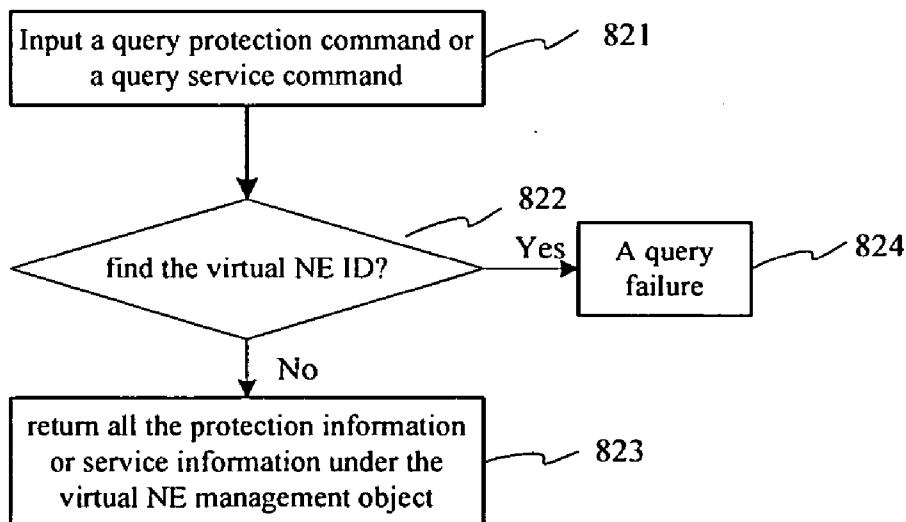 Input a query protection command or
a query service command
821
822
find the virtual NE ID?
Yes
A query
failure
824
No
return all the protection information
or service information under the
virtual NE management object
823